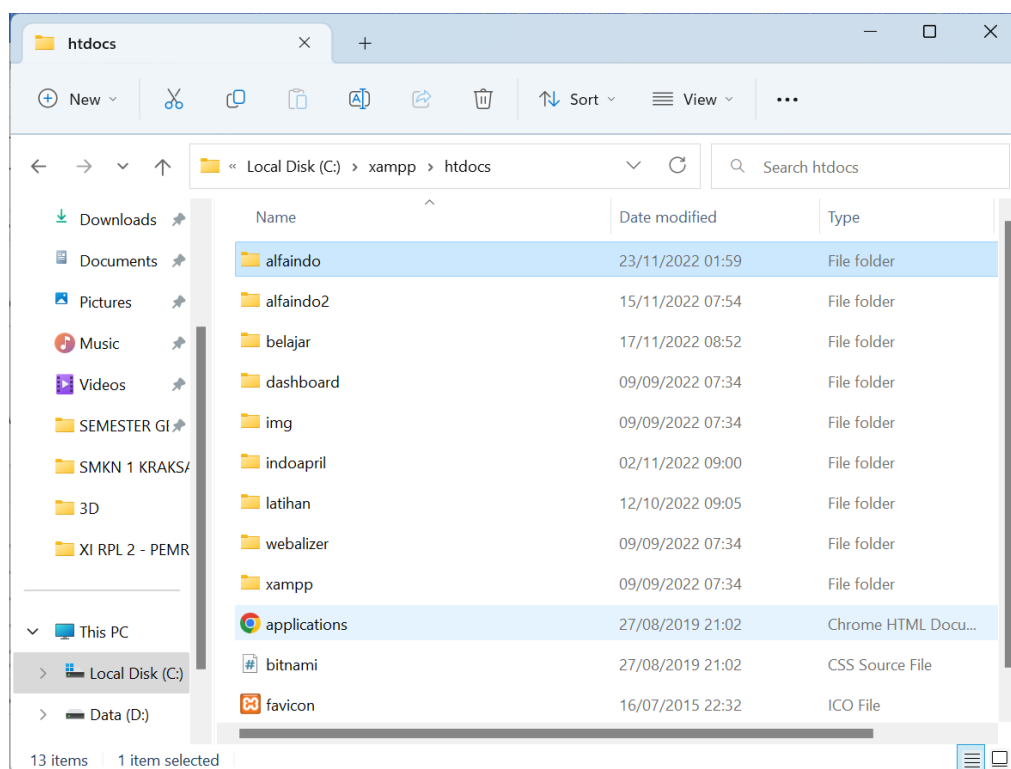 htdocs
New
Sort
View
« Local Disk (C:) > xampp > htdocs
Search htdocs
Downloads
Documents
Pictures
Music
Videos
SEMESTER GE
SMKN 1 KRAKSA
3D
XI RPL 2 - PEMR
This PC
Local Disk (C:)
Data (D:)
Name Date modified Type
alfaindo 23/11/2022 01:59 File folder
alfaindo2 15/11/2022 07:54 File folder
belajar 17/11/2022 08:52 File folder
dashboard 09/09/2022 07:34 File folder
img 09/09/2022 07:34 File folder
indoapril 02/11/2022 09:00 File folder
latihan 12/10/2022 09:05 File folder
webalizer 09/09/2022 07:34 File folder
xampp 09/09/2022 07:34 File folder
applications 27/08/2019 21:02 Chrome HTML Docu...
bitnami 27/08/2019 21:02 CSS Source File
favicon 16/07/2015 22:32 ICO File
13 items 1 item selected